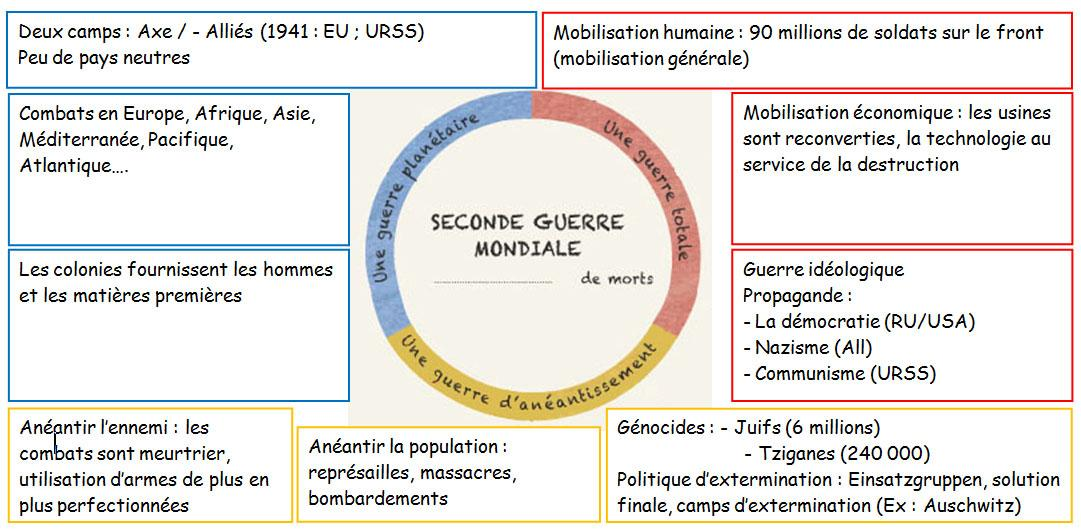 Deux camps : Axe / - Alliés (1941 : EU ; URSS)
Peu de pays neutres
Mobilisation humaine : 90 millions de soldats sur le front
(mobilisation générale)
Combats en Europe, Afrique, Asie,
Méditerranée, Pacifique,
Atlantique….
Une guerre planétaire
Une guerre totale
Mobilisation économique : les usines
sont reconverties, la technologie au
service de la destruction
SECONDE GUERRE
MONDIALE
.............................. de morts
Les colonies fournissent les hommes
et les matières premières
Guerre idéologique
Propagande :
- La démocratie (RU/USA)
- Nazisme (All)
- Communisme (URSS)
Une guerre d'anéantissement
Anéantir l'ennemi : les
combats sont meurtrier,
utilisation d'armes de plus en
plus perfectionnées
Anéantir la population :
représailles, massacres,
bombardements
Génocides : - Juifs (6 millions)
- Tziganes (240 000)
Politique d'extermination : Einsatzgruppen, solution
finale, camps d'extermination (Ex : Auschwitz)